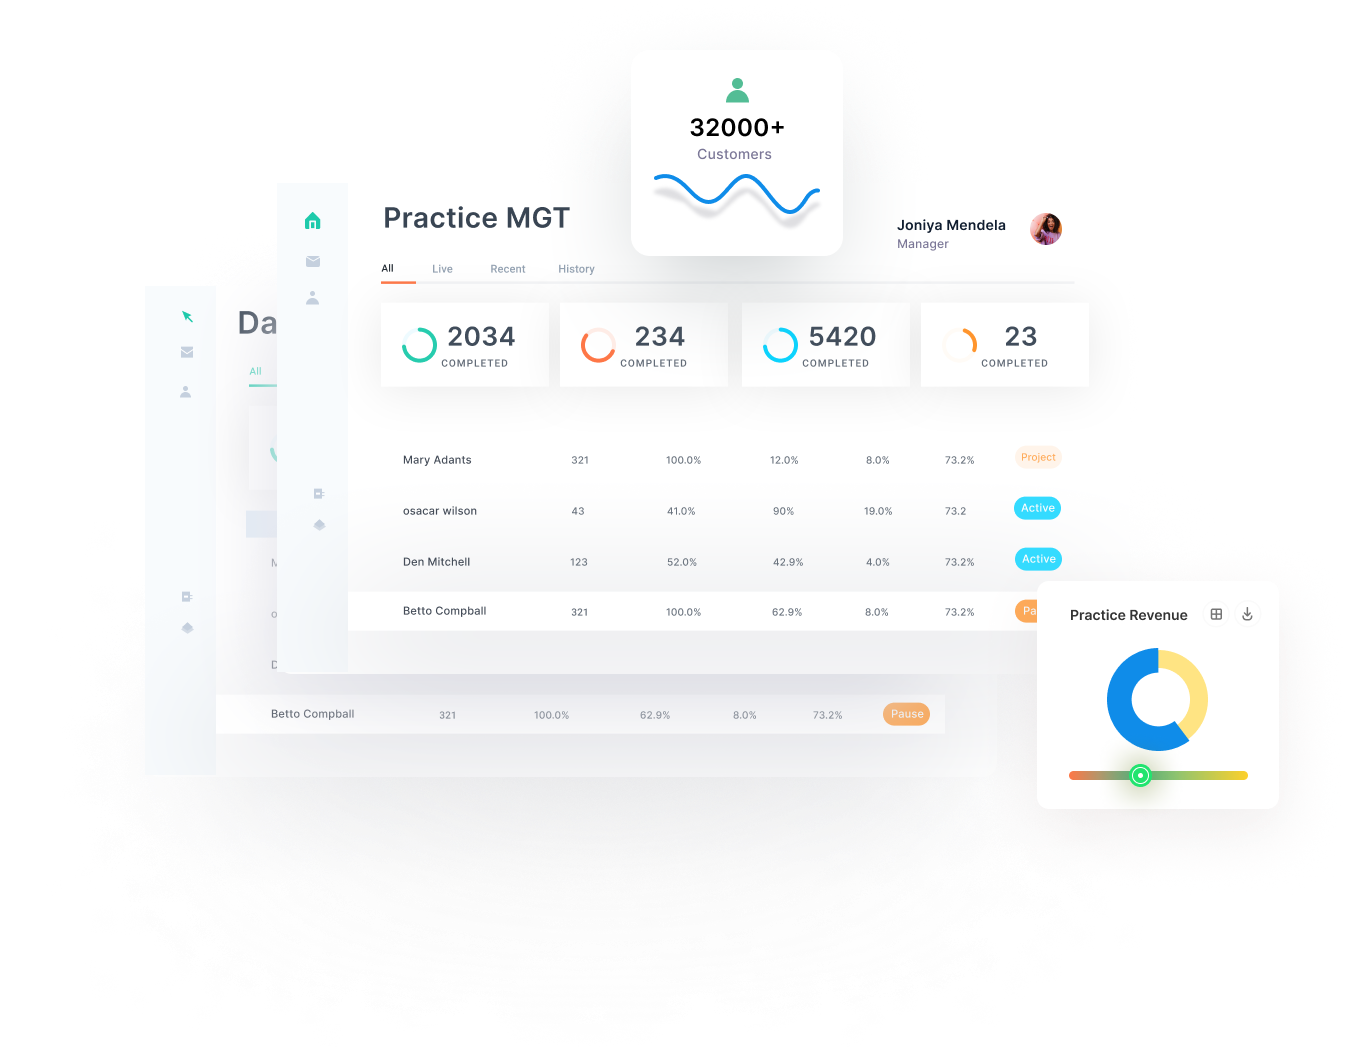 32000+
Customers
Practice MGT
Joniya Mendela
Manager
All Live Recent History
2034
COMPLETED
234
COMPLETED
5420
COMPLETED
23
COMPLETED
Mary Adants 321 100.0% 12.0% 8.0% 73.2% Project
osacar wilson 43 41.0% 90% 19.0% 73.2 Active
Den Mitchell 123 52.0% 42.9% 4.0% 73.2% Active
Betto Compball 321 100.0% 62.9% 8.0% 73.2% Pa
Da
All
M
o
D
Betto Compball 321 100.0% 62.9% 8.0% 73.2% Pause
Practice Revenue